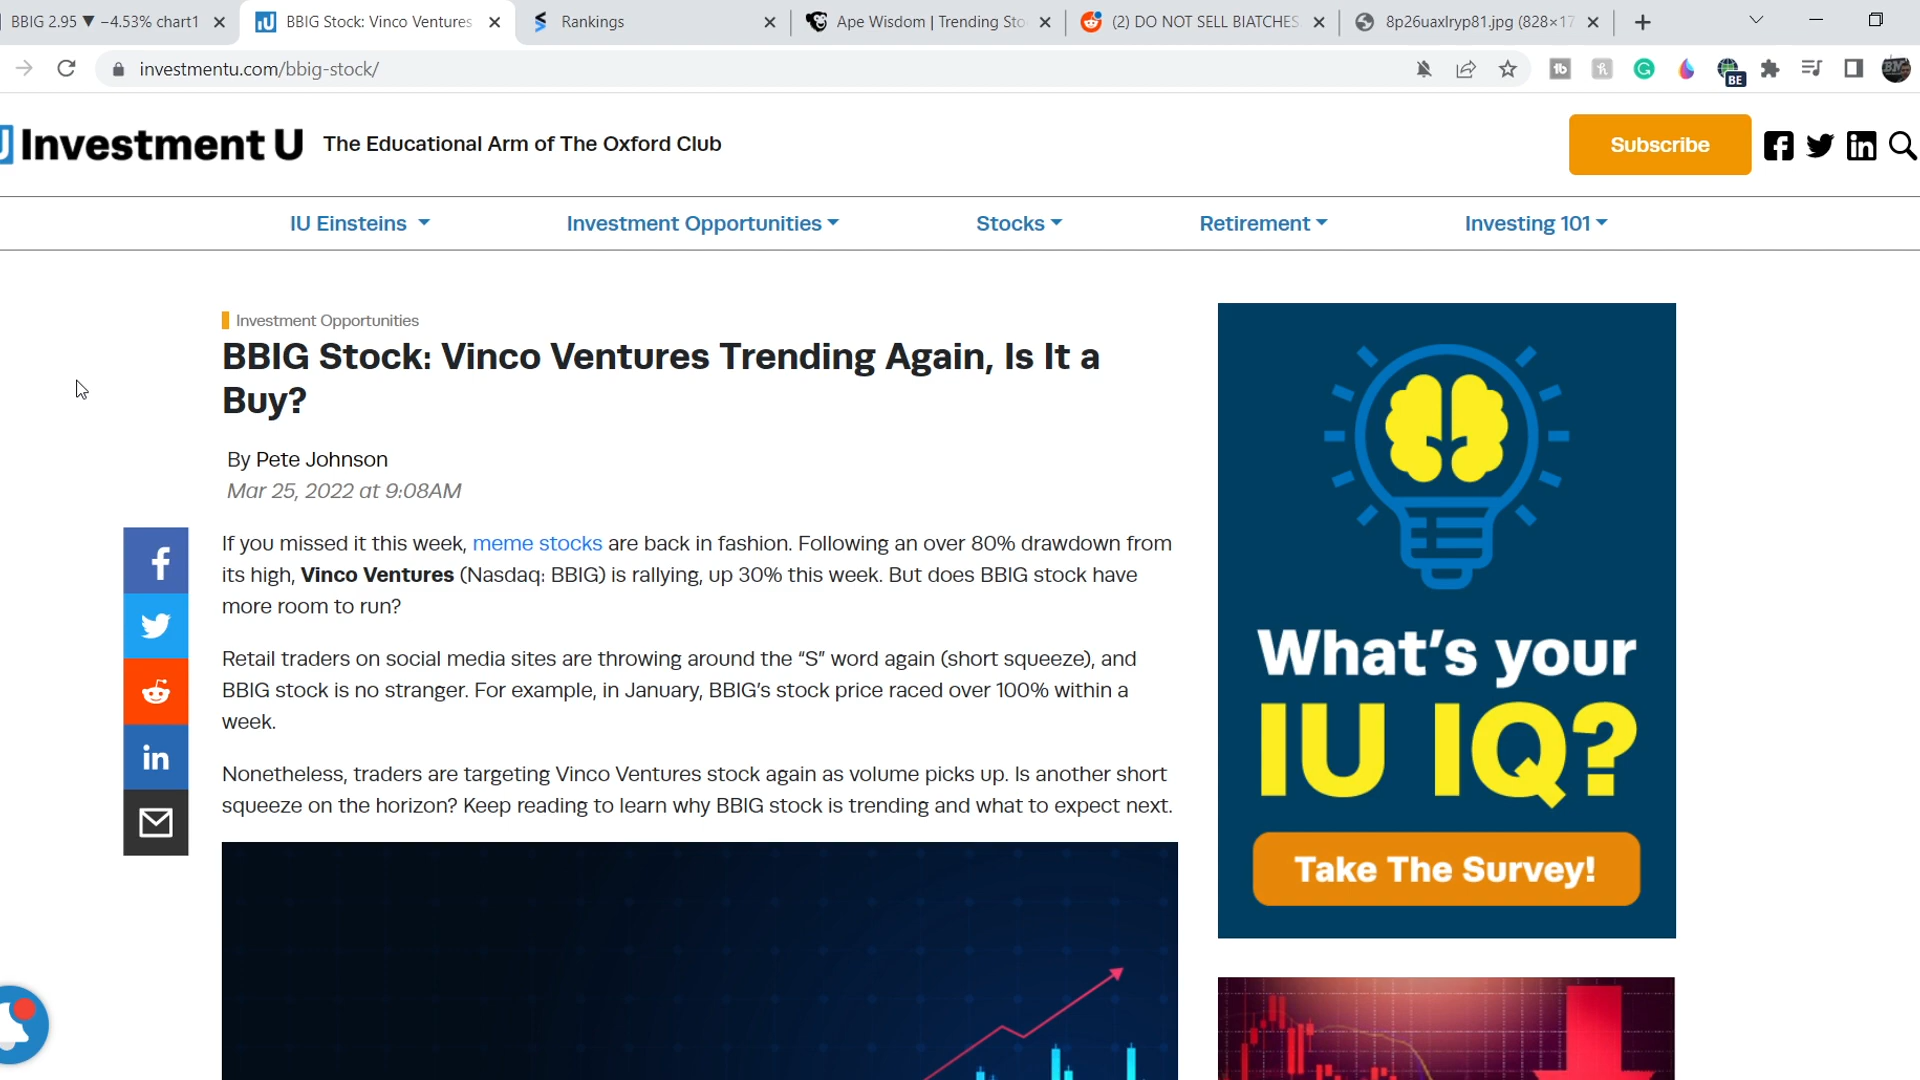 BBIG 2.95 ▼ −4.53% chart1
BBIG Stock: Vinco Ventures
Rankings
Ape Wisdom | Trending Sto
(2) DO NOT SELL BIATCHES
8p26uaxlryp81.jpg (828×17
investmentu.com/bbig-stock/
BE
Investment U
The Educational Arm of The Oxford Club
Subscribe
IU Einsteins
Investment Opportunities
Stocks
Retirement
Investing 101
Investment Opportunities
BBIG Stock: Vinco Ventures Trending Again, Is It a
Buy?
By Pete Johnson
Mar 25, 2022 at 9:08AM
If you missed it this week, meme stocks are back in fashion. Following an over 80% drawdown from
its high, Vinco Ventures (Nasdaq: BBIG) is rallying, up 30% this week. But does BBIG stock have
more room to run?
Retail traders on social media sites are throwing around the “S” word again (short squeeze), and
BBIG stock is no stranger. For example, in January, BBIG’s stock price raced over 100% within a
week.
Nonetheless, traders are targeting Vinco Ventures stock again as volume picks up. Is another short
squeeze on the horizon? Keep reading to learn why BBIG stock is trending and what to expect next.
What’s your
IU IQ?
Take The Survey!